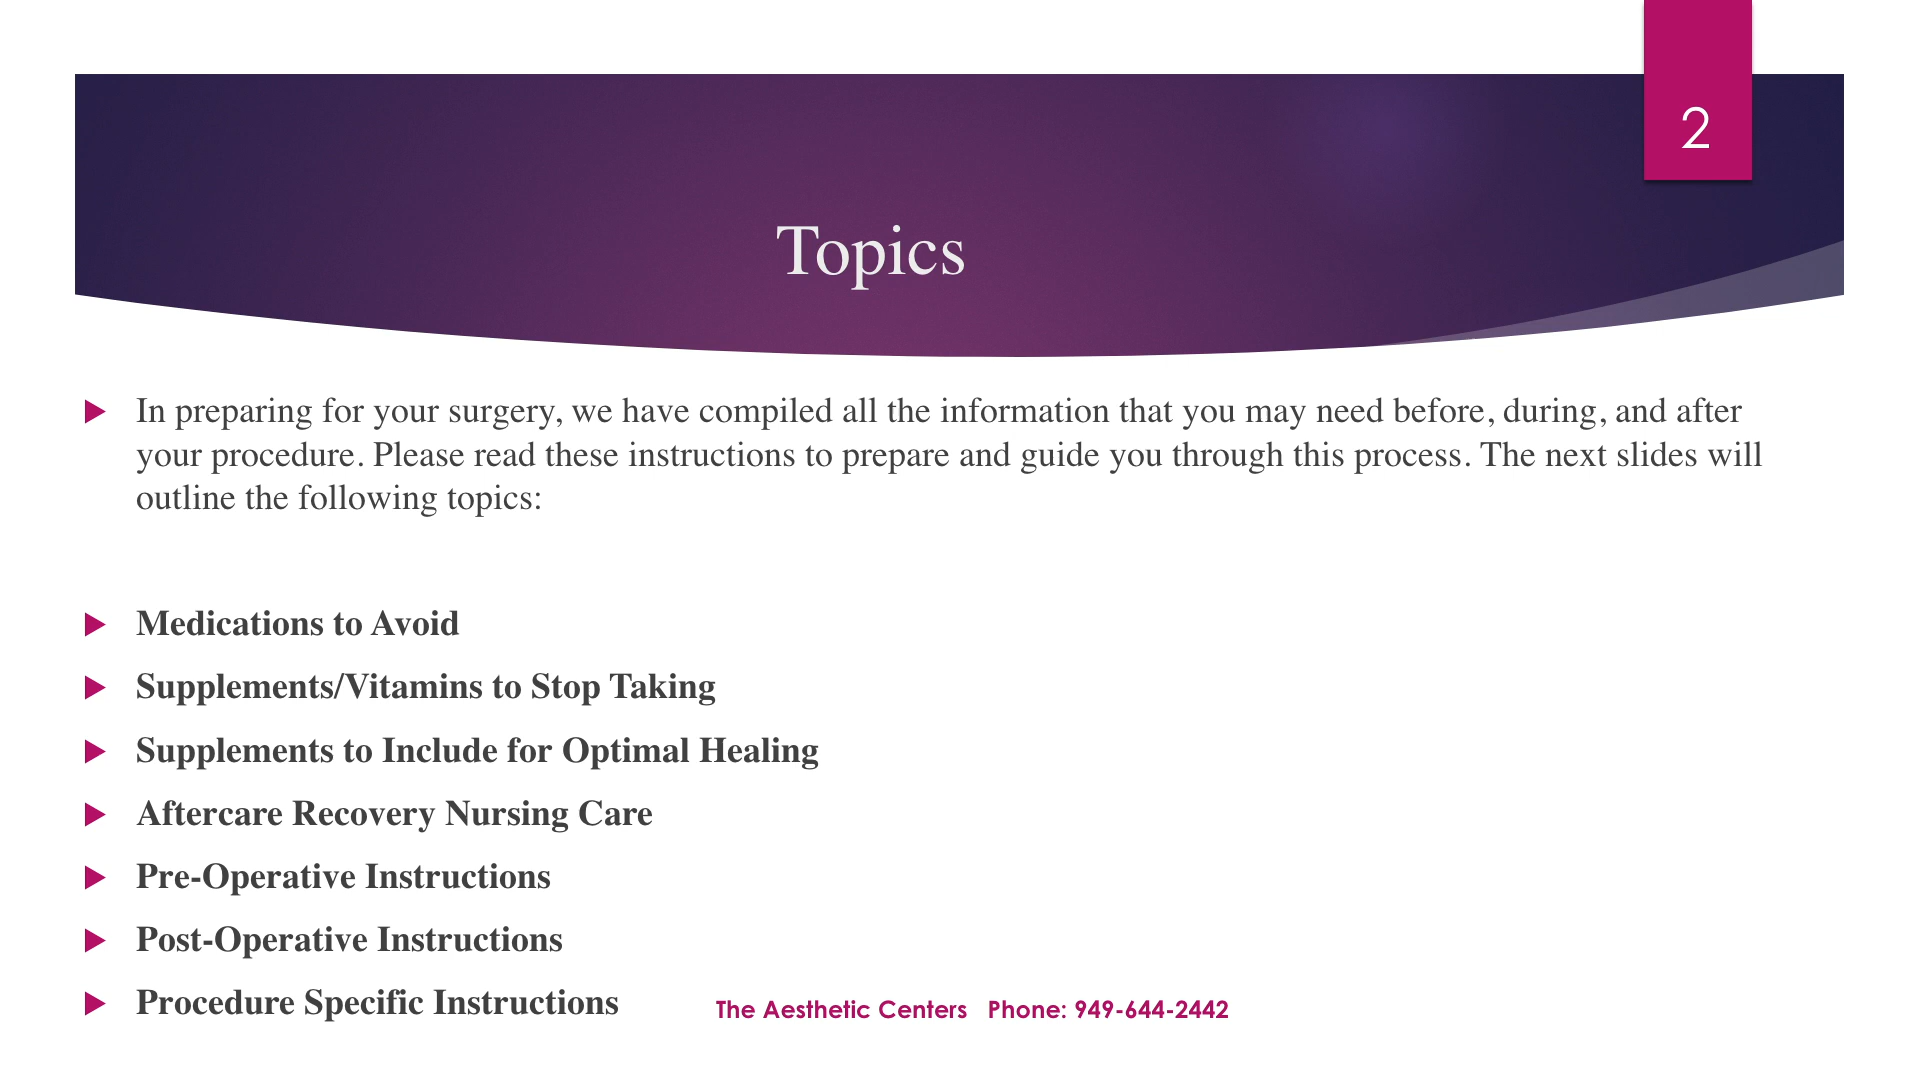 2
Topics
In preparing for your surgery, we have compiled all the information that you may need before, during, and after
your procedure. Please read these instructions to prepare and guide you through this process. The next slides will
outline the following topics:
Medications to Avoid
Supplements/Vitamins to Stop Taking
Supplements to Include for Optimal Healing
Aftercare Recovery Nursing Care
Pre-Operative Instructions
Post-Operative Instructions
Procedure Specific Instructions
The Aesthetic Centers   Phone: 949-644-2442